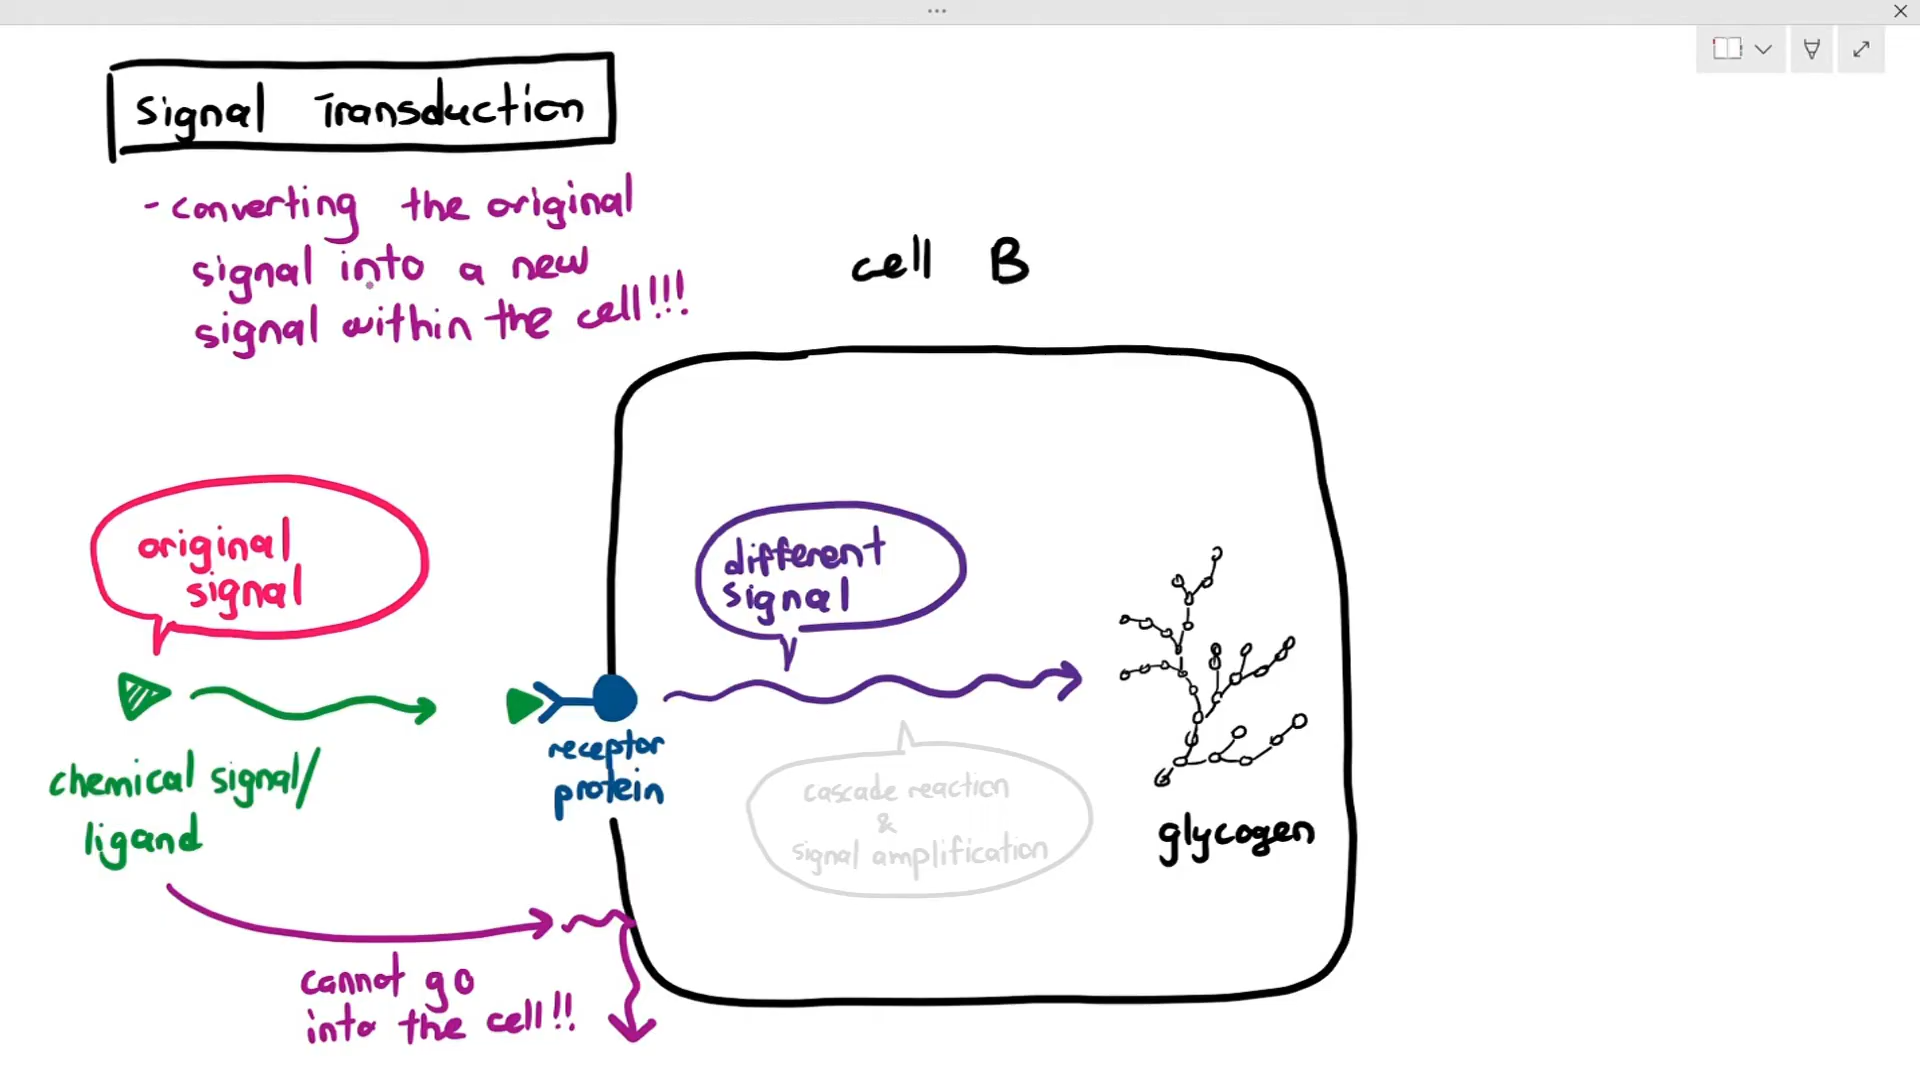 Signal Transduction
- converting the original
signal into a new
signal within the cell!!!
cell B
original
signal
different
signal
chemical signal/
ligand
receptor
protein
cascade reaction
&
signal amplification
glycogen
cannot go
into the cell!!